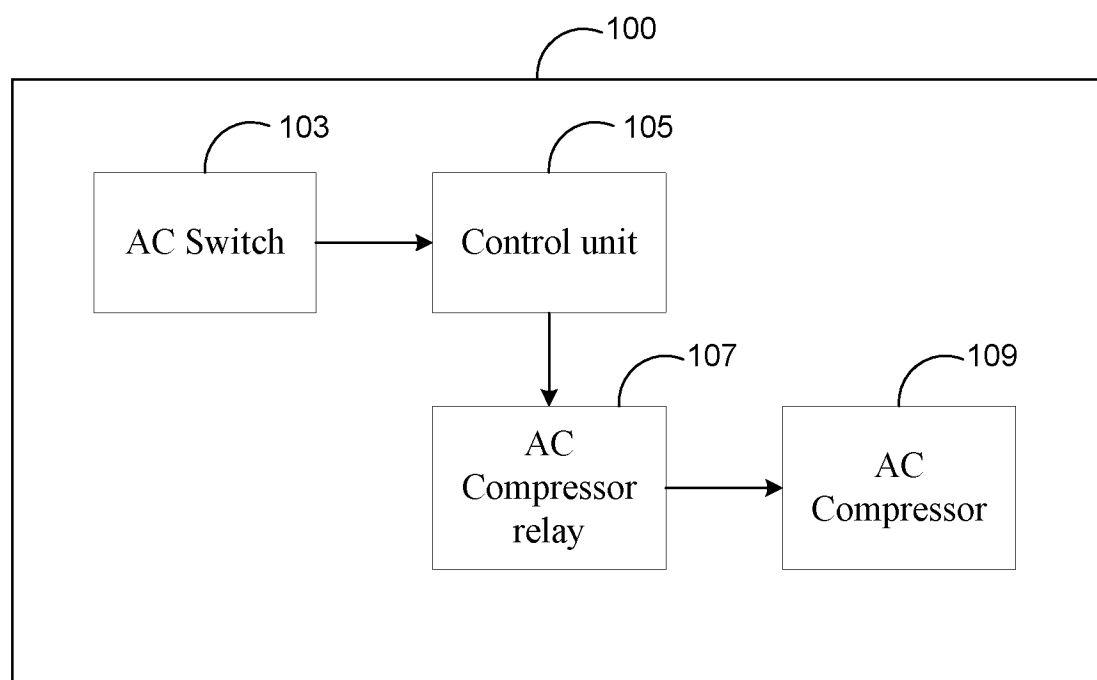 100
103
105
AC Switch
Control unit
107
109
AC
Compressor
relay
AC
Compressor